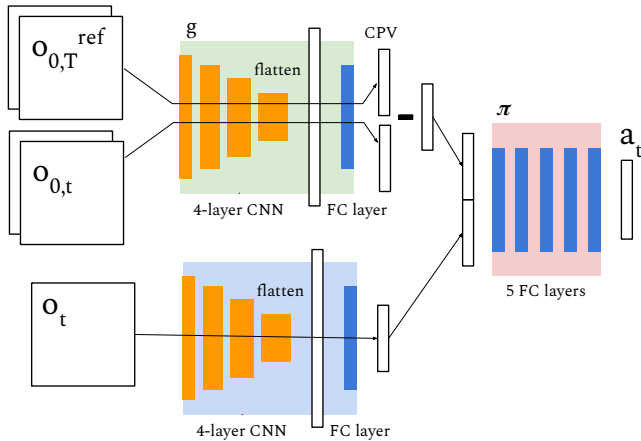 o0,T ref
g
CPV
flatten
o0,t
4-layer CNN
FC layer
-
π
at
5 FC layers
ot
flatten
4-layer CNN
FC layer